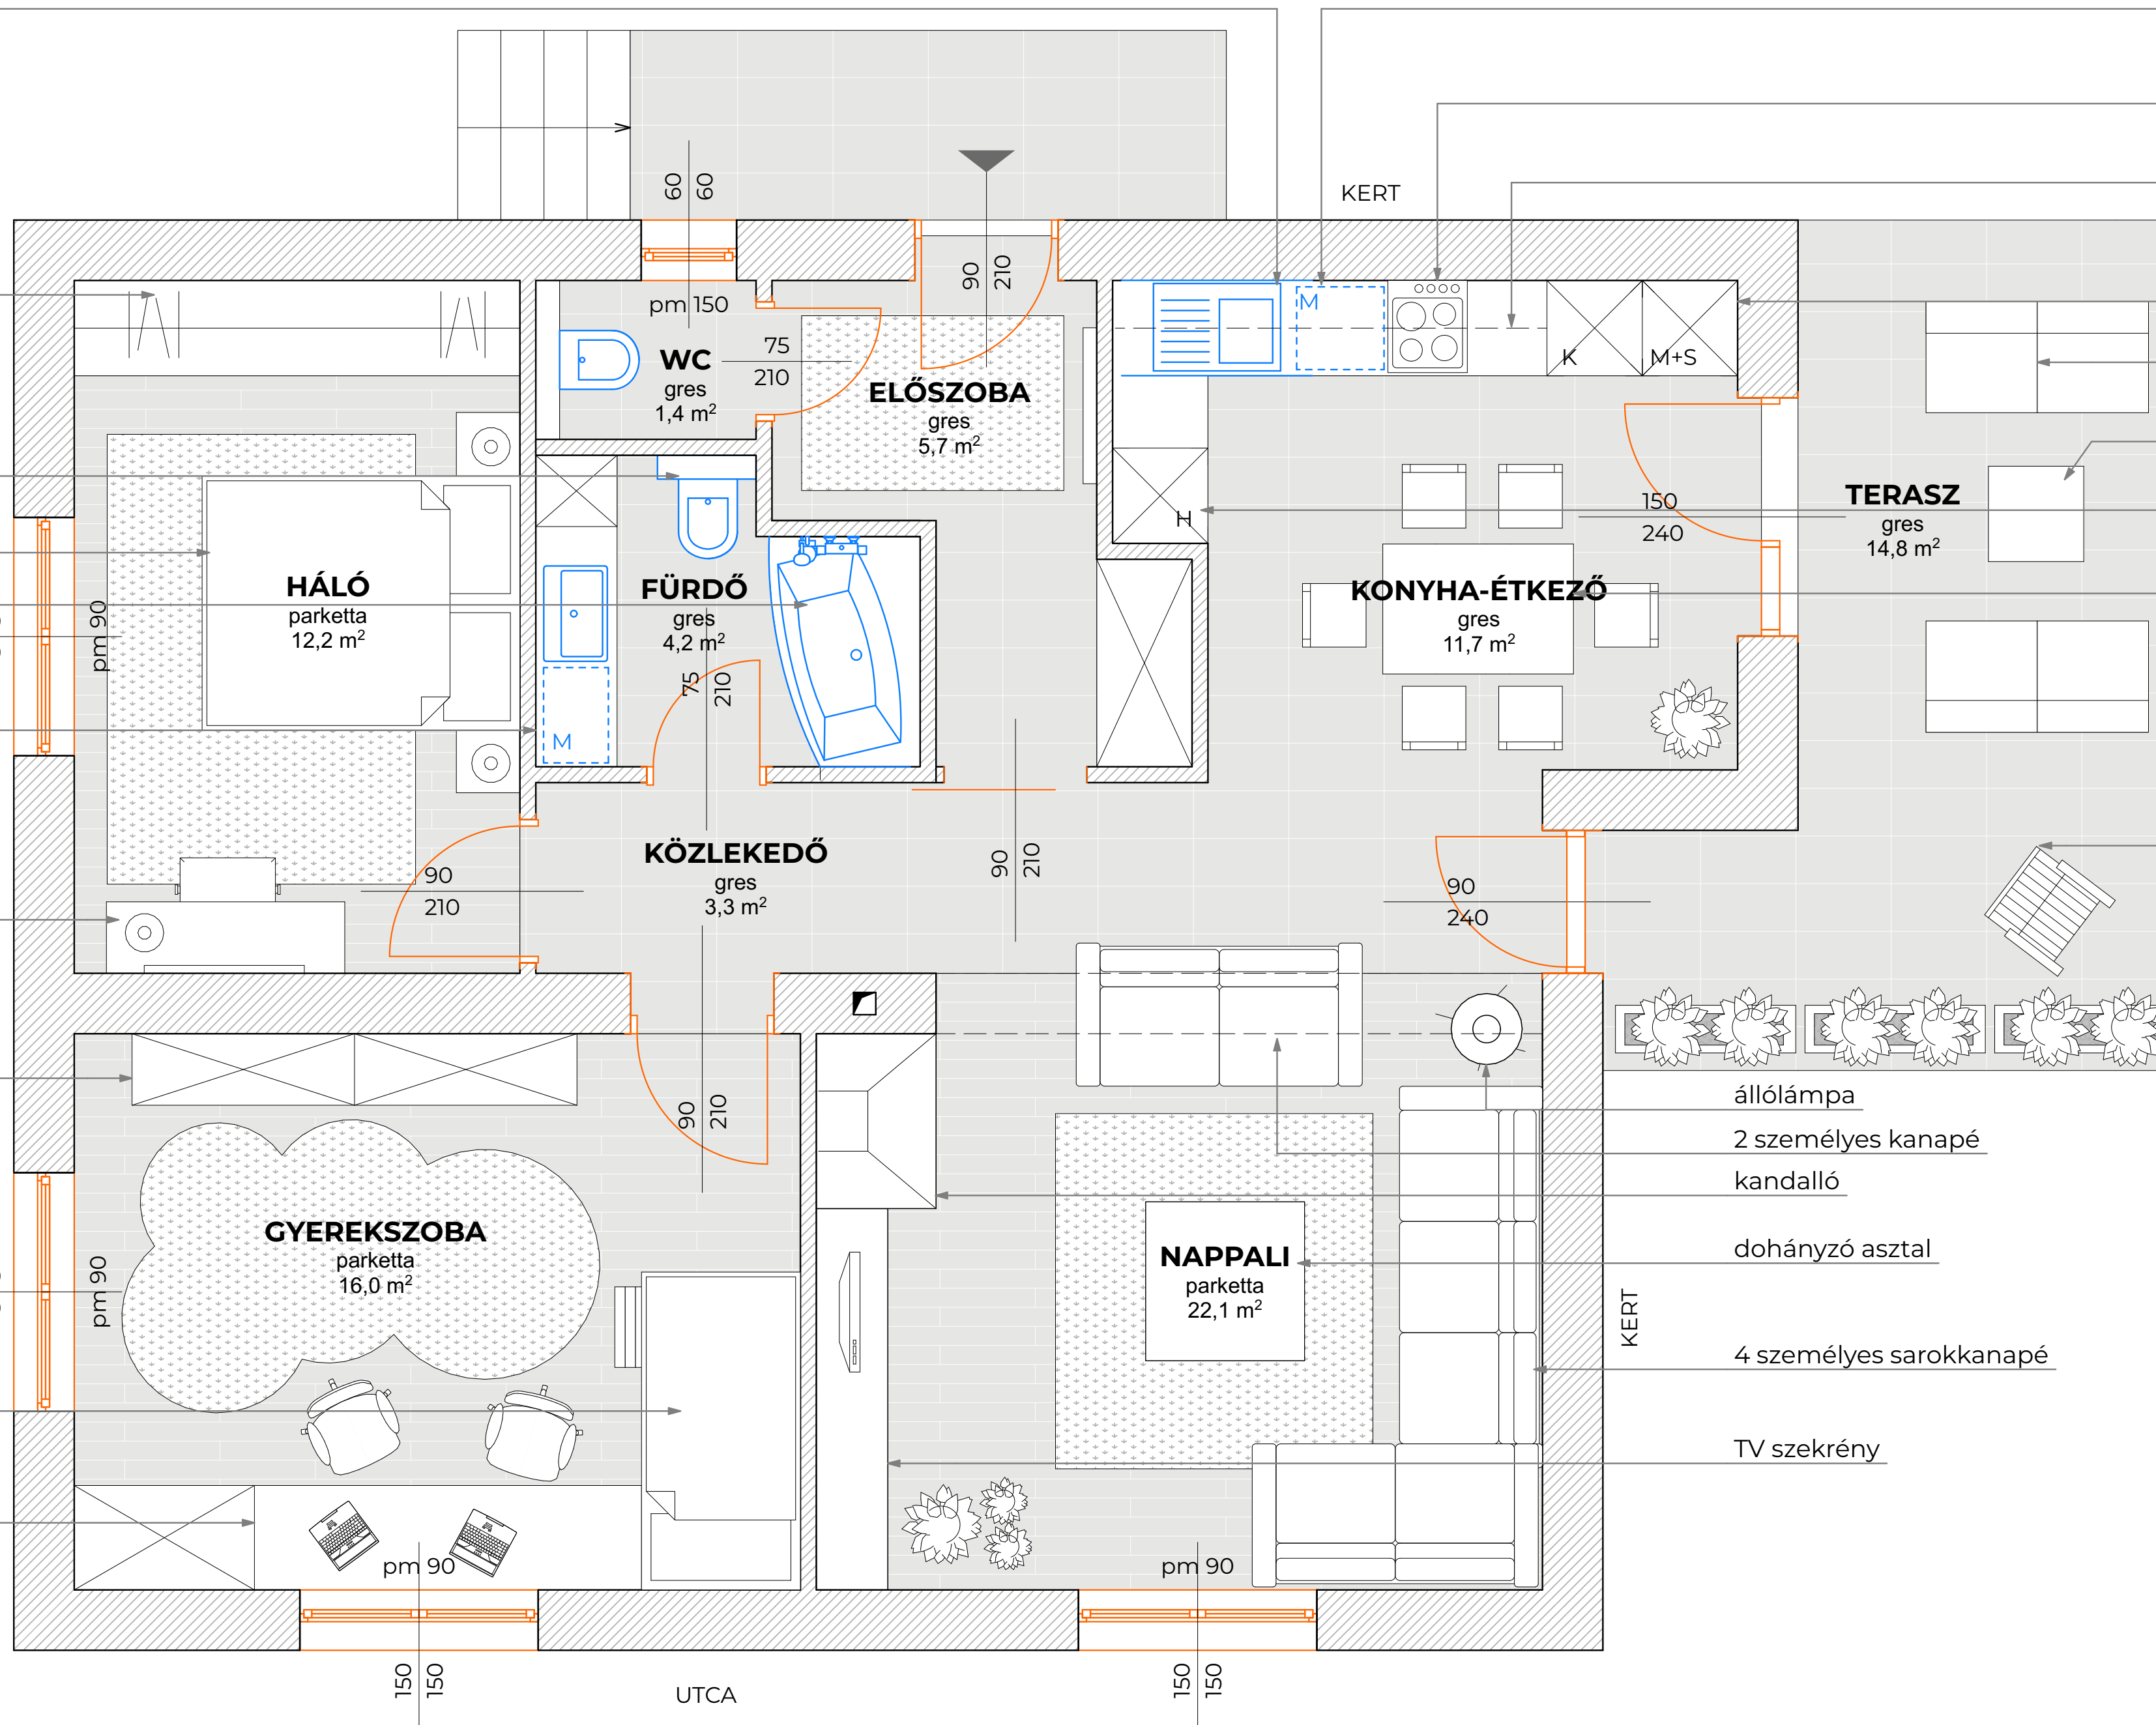 60
60
KERT
90
210
pm 150
M
75
210
WC
gres
1,4 m²
K
M+S
ELŐSZOBA
gres
5,7 m²
H
150
240
TERASZ
gres
14,8 m²
HÁLÓ
parketta
12,2 m²
pm 90
FÜRDŐ
gres
4,2 m²
75
210
M
KONYHA-ÉTKEZŐ
gres
11,7 m²
KÖZLEKEDŐ
gres
3,3 m²
90
210
90
210
90
240
90
210
állólámpa
2 személyes kanapé
kandalló
dohányzó asztal
4 személyes sarokkanapé
TV szekrény
GYEREKSZOBA
parketta
16,0 m²
pm 90
NAPPALI
parketta
22,1 m²
KERT
pm 90
pm 90
150
150
UTCA
150
150